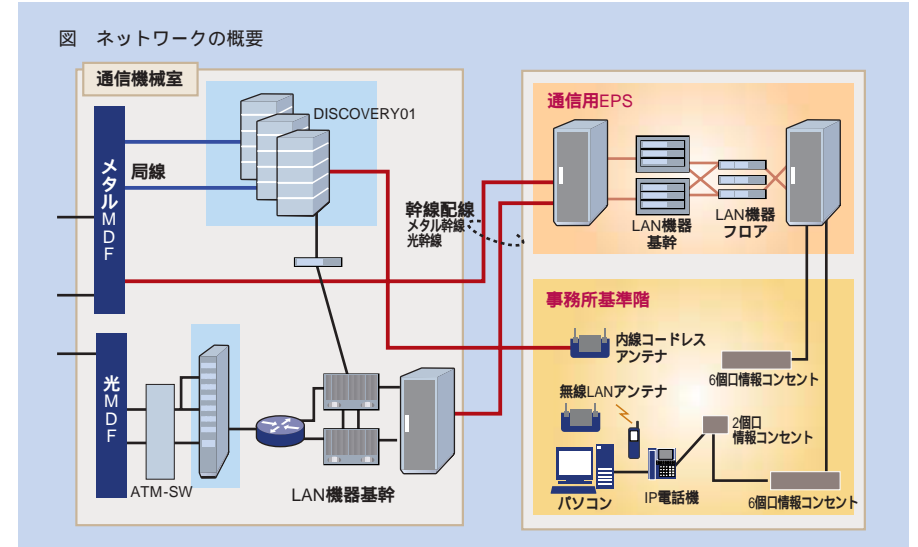 図 ネットワークの概要
通信機械室
DISCOVERY01
メタルMDF
局線
幹線配線
メタル幹線
光幹線
光MDF
ATM-SW
LAN機器基幹
通信用EPS
LAN機器
基幹
LAN機器
フロア
事務所基準階
内線コードレス
アンテナ
6個口情報コンセント
無線LANアンテナ
2個口
情報コンセント
パソコン
IP電話機
6個口情報コンセント